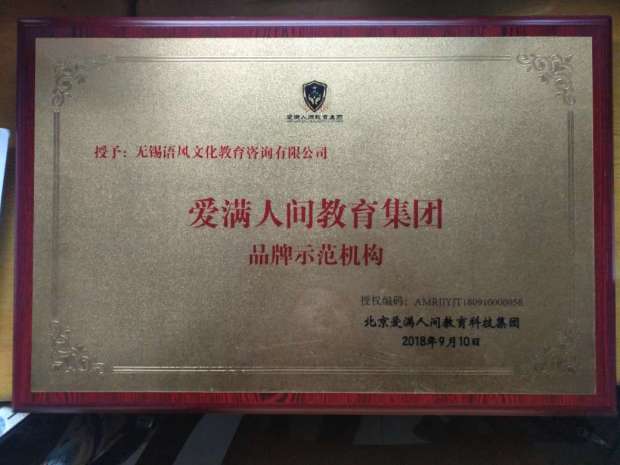 爱满人间教育集团
授予：无锡语风文化教育咨询有限公司
爱满人间教育集团
品牌示范机构
授权编码：AMRJJYJT180910000058
北京爱满人间教育科技集团
2018年9月10日